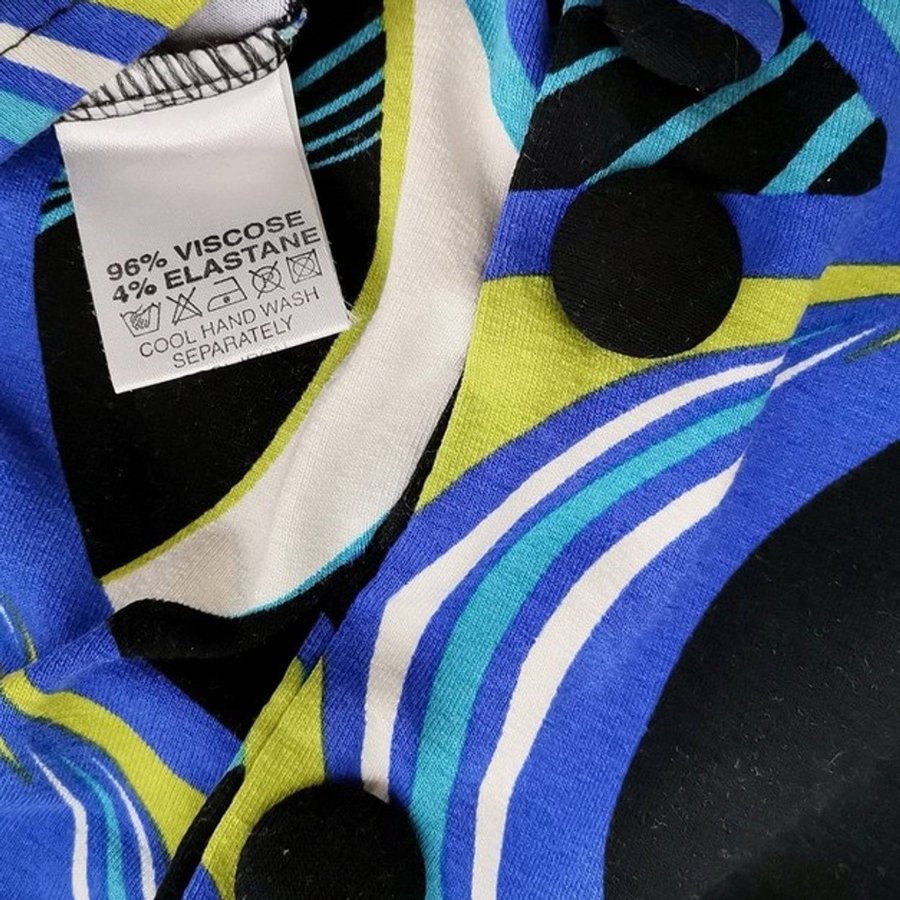 96% VISCOSE
4% ELASTANE
COOL HAND WASH
SEPARATELY